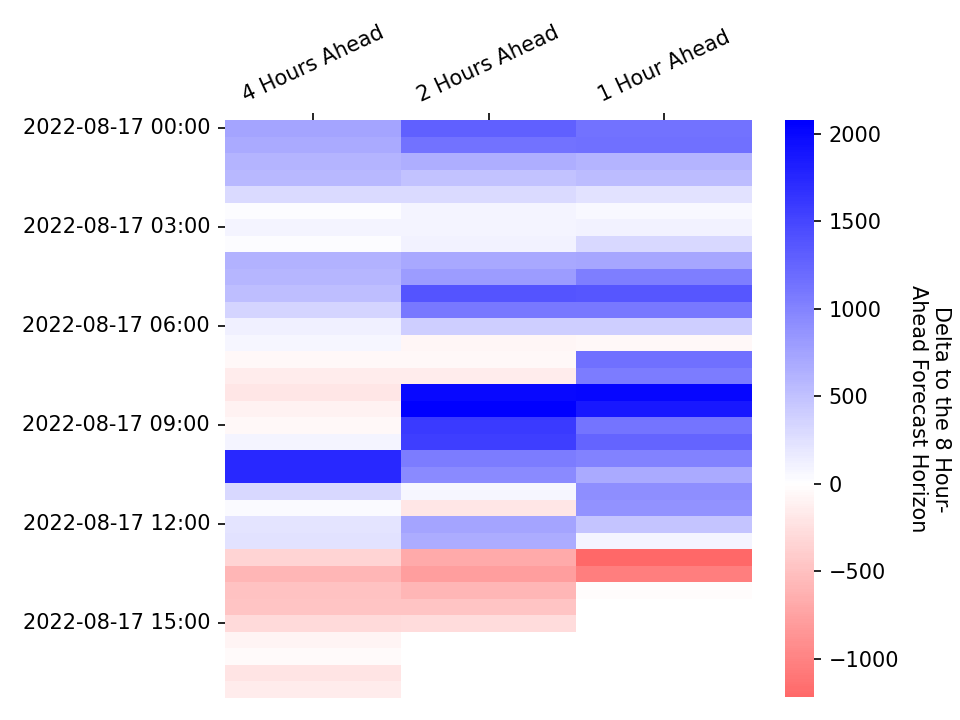 4 Hours Ahead
2 Hours Ahead
1 Hour Ahead
2022-08-17 00:00
2022-08-17 03:00
2022-08-17 06:00
2022-08-17 09:00
2022-08-17 12:00
2022-08-17 15:00
2000
1500
1000
500
0
−500
−1000
Delta to the 8 Hour-
Ahead Forecast Horizon